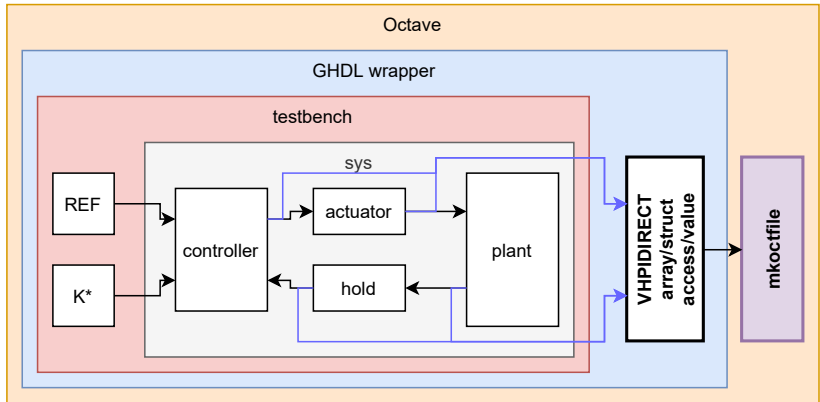 Octave
GHDL wrapper
testbench
sys
REF
K*
controller
actuator
hold
plant
VHPIDIRECT
array/struct
access/value
mkoctfile